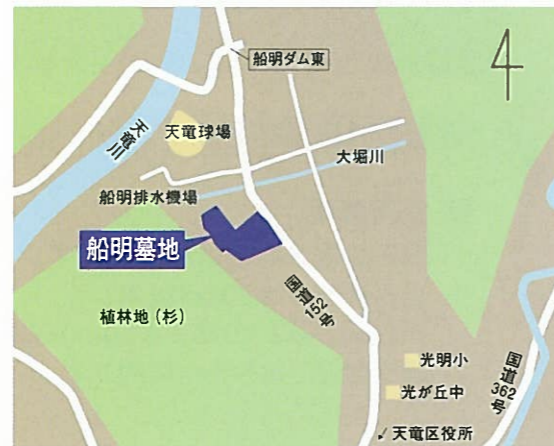 船明ダム東
天竜球場
天竜川
大堀川
船明排水機場
船明墓地
国道152号
植林地（杉）
光明小
国道362号
光が丘中
天竜区役所